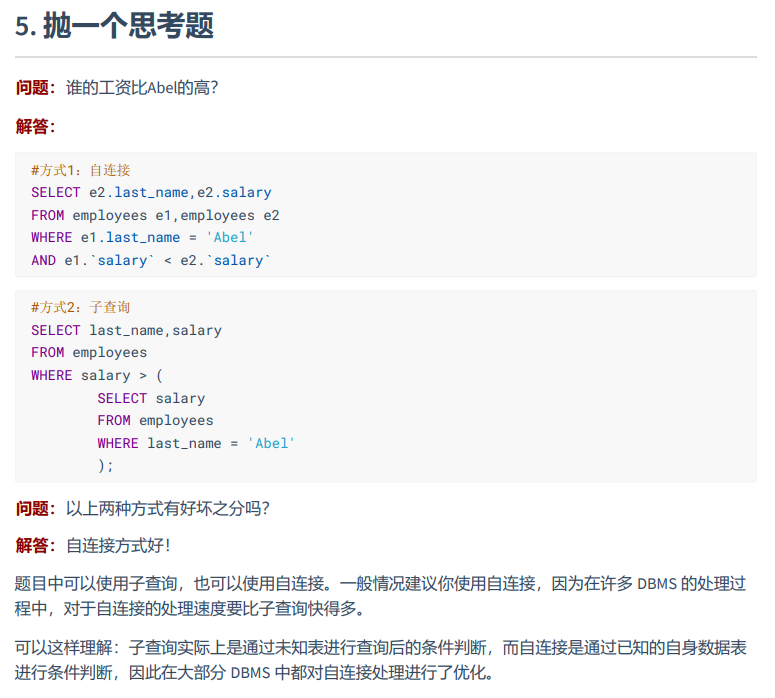 5. 抛一个思考题
问题：谁的工资比Abel的高?
解答：
#方式1：自连接
SELECT e2.last_name,e2.salary
FROM employees e1,employees e2
WHERE e1.last_name = 'Abel'
AND e1.`salary` < e2.`salary`
#方式2：子查询
SELECT last_name,salary
FROM employees
WHERE salary > (
        SELECT salary
        FROM employees
        WHERE last_name = 'Abel'
        );
问题：以上两种方式有好坏之分吗?
解答：自连接方式好!
题目中可以使用子查询，也可以使用自连接。一般情况建议你使用自连接，因为在许多 DBMS 的处理过
程中，对于自连接的处理速度要比子查询快得多。
可以这样理解：子查询实际上是通过未知表进行查询后的条件判断，而自连接是通过已知的自身数据表
进行条件判断，因此在大部分 DBMS 中都对自连接处理进行了优化。